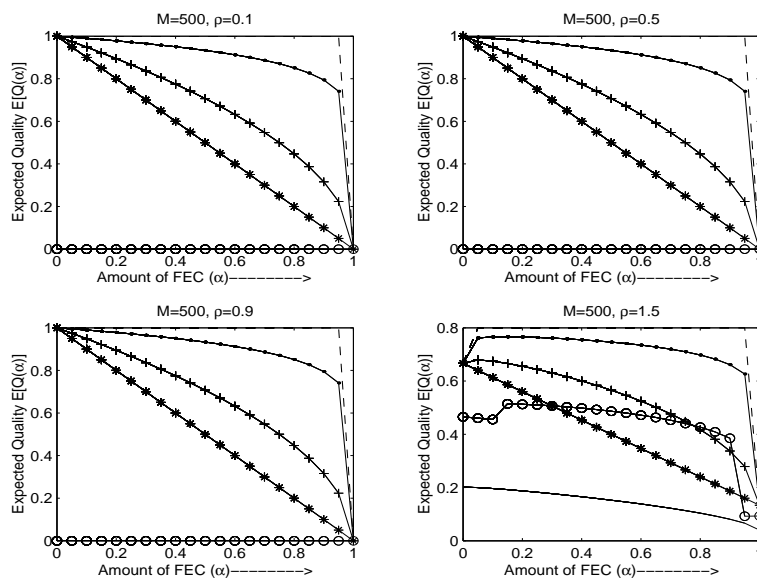 M=500, ρ=0.1
Expected Quality E[Q(α)]
1
0.8
0.6
0.4
0.2
0
0 0.2 0.4 0.6 0.8 1
Amount of FEC (α)-------->
M=500, ρ=0.5
Expected Quality E[Q(α)]
1
0.8
0.6
0.4
0.2
0
0 0.2 0.4 0.6 0.8 1
Amount of FEC (α)-------->
M=500, ρ=0.9
Expected Quality E[Q(α)]
1
0.8
0.6
0.4
0.2
0
0 0.2 0.4 0.6 0.8 1
Amount of FEC (α)-------->
M=500, ρ=1.5
Expected Quality E[Q(α)]
0.8
0.6
0.4
0.2
0
0 0.2 0.4 0.6 0.8 1
Amount of FEC (α)-------->